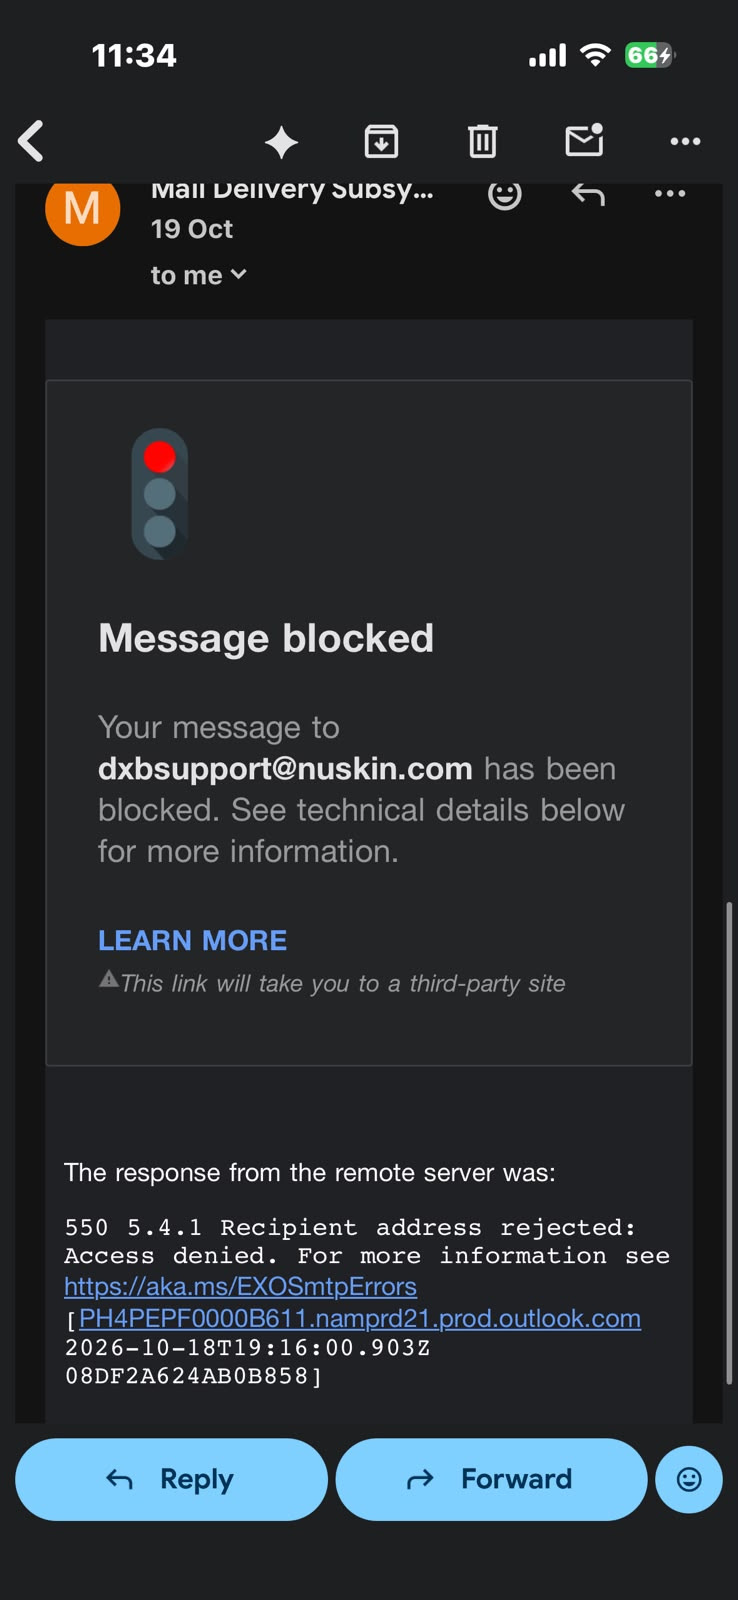 11:34
66
M
Mail Delivery Subsy...
19 Oct
to me
Message blocked
Your message to
dxbsupport@nuskin.com has been
blocked. See technical details below
for more information.
LEARN MORE
This link will take you to a third-party site
The response from the remote server was:
550 5.4.1 Recipient address rejected:
Access denied. For more information see
https://aka.ms/EXOSmtpErrors
[PH4PEPF0000B611.namprd21.prod.outlook.com
2026-10-18T19:16:00.903Z
08DF2A624AB0B858]
Reply
Forward